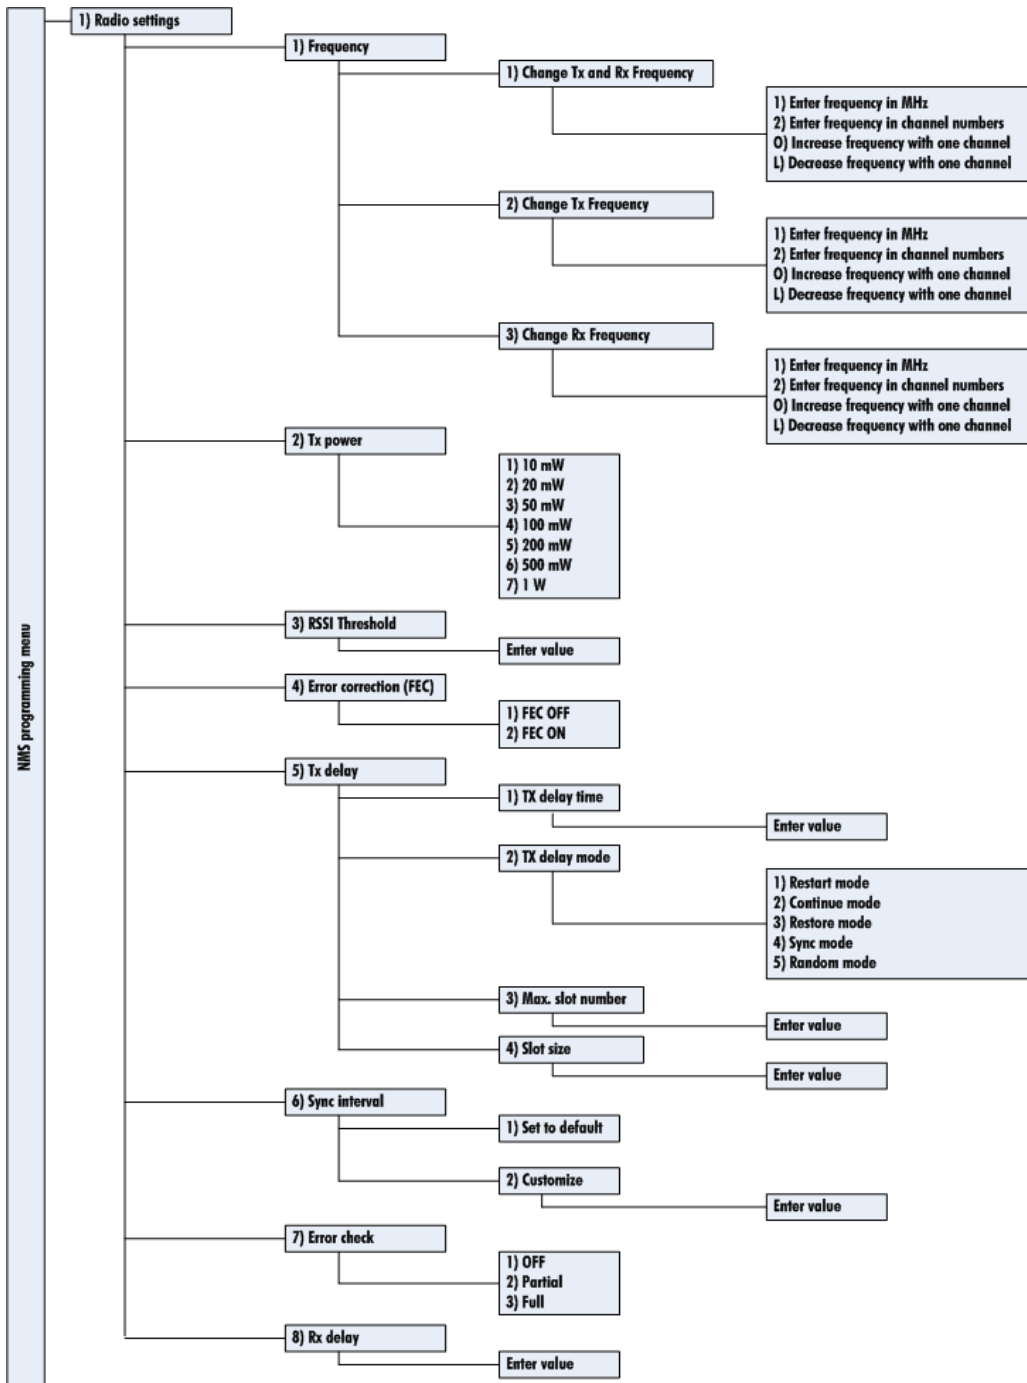 1) Radio settings
1) Frequency
1) Change Tx and Rx Frequency
1) Enter frequency in MHz
2) Enter frequency in channel numbers
O) Increase frequency with one channel
L) Decrease frequency with one channel
2) Change Tx Frequency
1) Enter frequency in MHz
2) Enter frequency in channel numbers
O) Increase frequency with one channel
L) Decrease frequency with one channel
3) Change Rx Frequency
1) Enter frequency in MHz
2) Enter frequency in channel numbers
O) Increase frequency with one channel
L) Decrease frequency with one channel
2) Tx power
1) 10 mW
2) 20 mW
3) 50 mW
4) 100 mW
5) 200 mW
6) 500 mW
7) 1 W
3) RSSI Threshold
Enter value
NMS programming menu
4) Error correction (FEC)
1) FEC OFF
2) FEC ON
5) Tx delay
1) TX delay time
Enter value
2) TX delay mode
1) Restart mode
2) Continue mode
3) Restore mode
4) Sync mode
5) Random mode
3) Max. slot number
Enter value
4) Slot size
Enter value
6) Sync interval
1) Set to default
2) Customize
Enter value
7) Error check
1) OFF
2) Partial
3) Full
8) Rx delay
Enter value